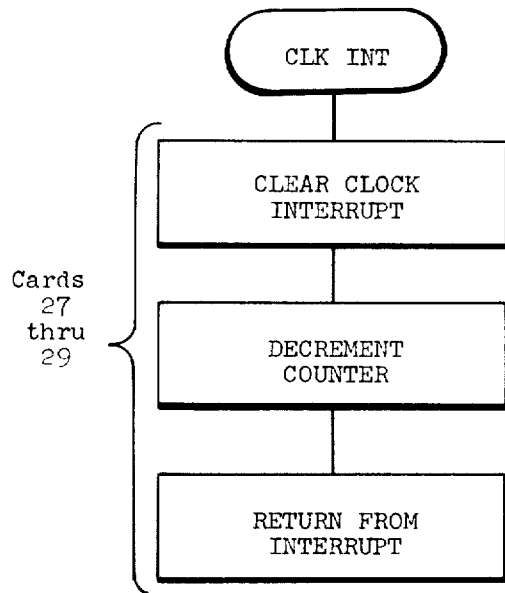 CLK INT
CLEAR CLOCK
INTERRUPT
Cards
27
thru
29
DECREMENT
COUNTER
RETURN FROM
INTERRUPT